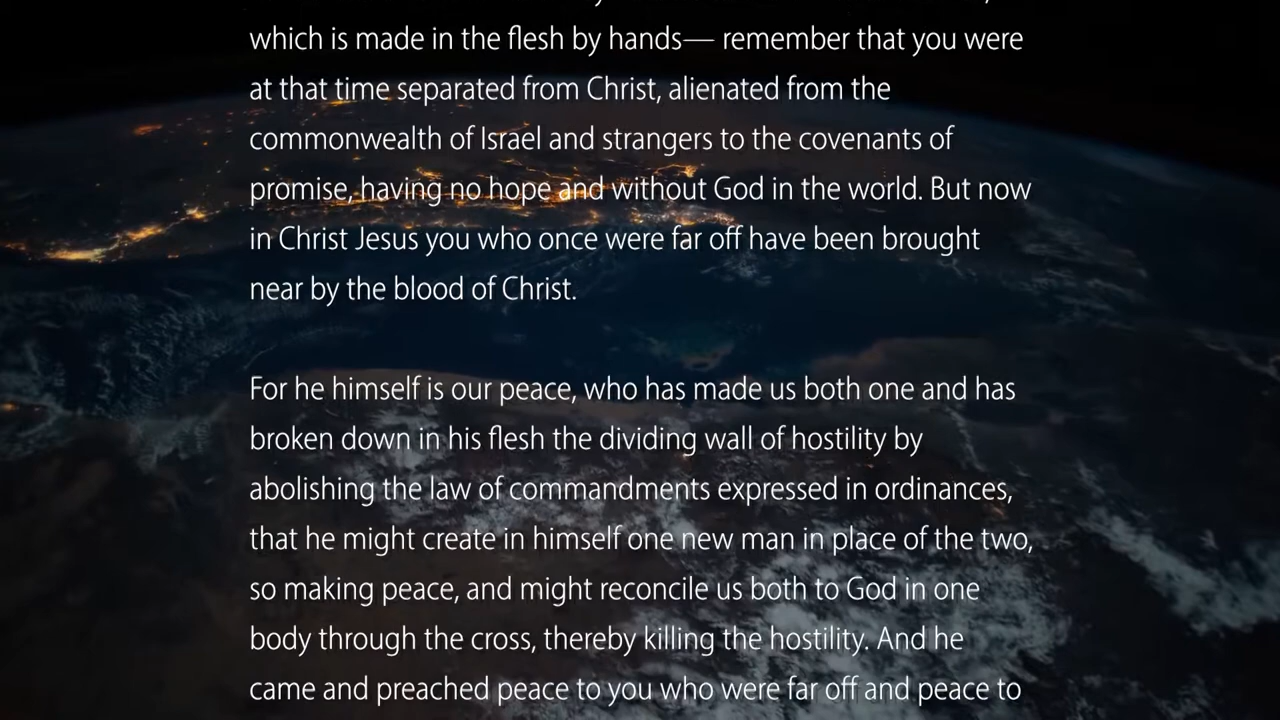 which is made in the flesh by hands— remember that you were
at that time separated from Christ, alienated from the
commonwealth of Israel and strangers to the covenants of
promise, having no hope and without God in the world. But now
in Christ Jesus you who once were far off have been brought
near by the blood of Christ.
For he himself is our peace, who has made us both one and has
broken down in his flesh the dividing wall of hostility by
abolishing the law of commandments expressed in ordinances,
that he might create in himself one new man in place of the two,
so making peace, and might reconcile us both to God in one
body through the cross, thereby killing the hostility. And he
came and preached peace to you who were far off and peace to